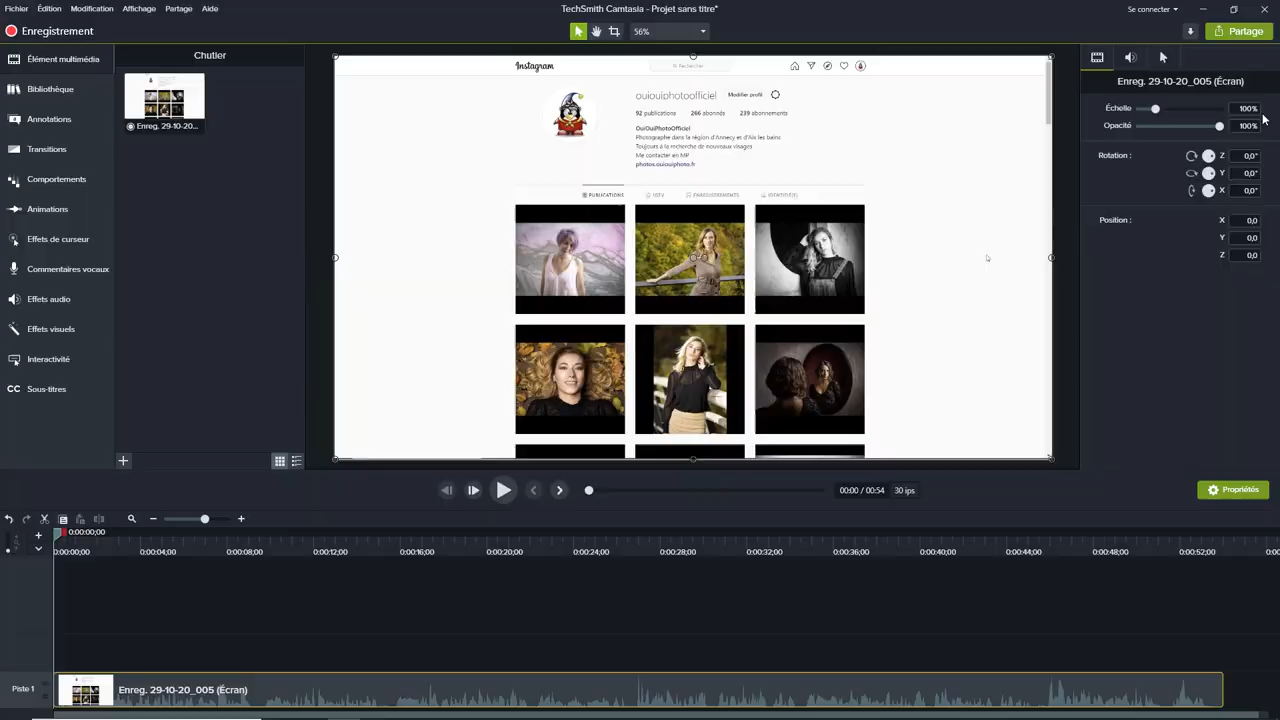 Fichier Édition Modification Affichage Partage Aide
TechSmith Camtasia - Projet sans titre*
Se connecter
Enregistrement
56%
Partage
Élément multimédia
Bibliothèque
Annotations
Transitions
Comportements
Animations
Effets de curseur
Commentaires vocaux
Effets audio
Effets visuels
Interactivité
CC Sous-titres
Chutier
Enreg. 29-10-20...
Instagram
Rechercher
ouiouiphotoofficiel Modifier profil
92 publications 266 abonnés 239 abonnements
OuiOuiPhotoOfficiel
Photographe dans la région d'Annecy et d'Aix les bains
Toujours à la recherche de nouveaux visages
Me contacter en MP
photos.ouiouiphoto.fr
PUBLICATIONS IGTV ENREGISTREMENTS IDENTIFIÉ(E)
Enreg. 29-10-20_005 (Écran)
Échelle 100%
Opacité 100%
Rotation : Z 0,0°
Y 0,0°
X 0,0°
Position : X 0,0
Y 0,0
Z 0,0
00:00 / 00:54 30 ips
Propriétés
0:00:00;00
0:00:00;00 0:00:04;00 0:00:08;00 0:00:12;00 0:00:16;00 0:00:20;00 0:00:24;00 0:00:28;00 0:00:32;00 0:00:36;00 0:00:40;00 0:00:44;00 0:00:48;00 0:00:52;00 0:00
Piste 1
Enreg. 29-10-20_005 (Écran)